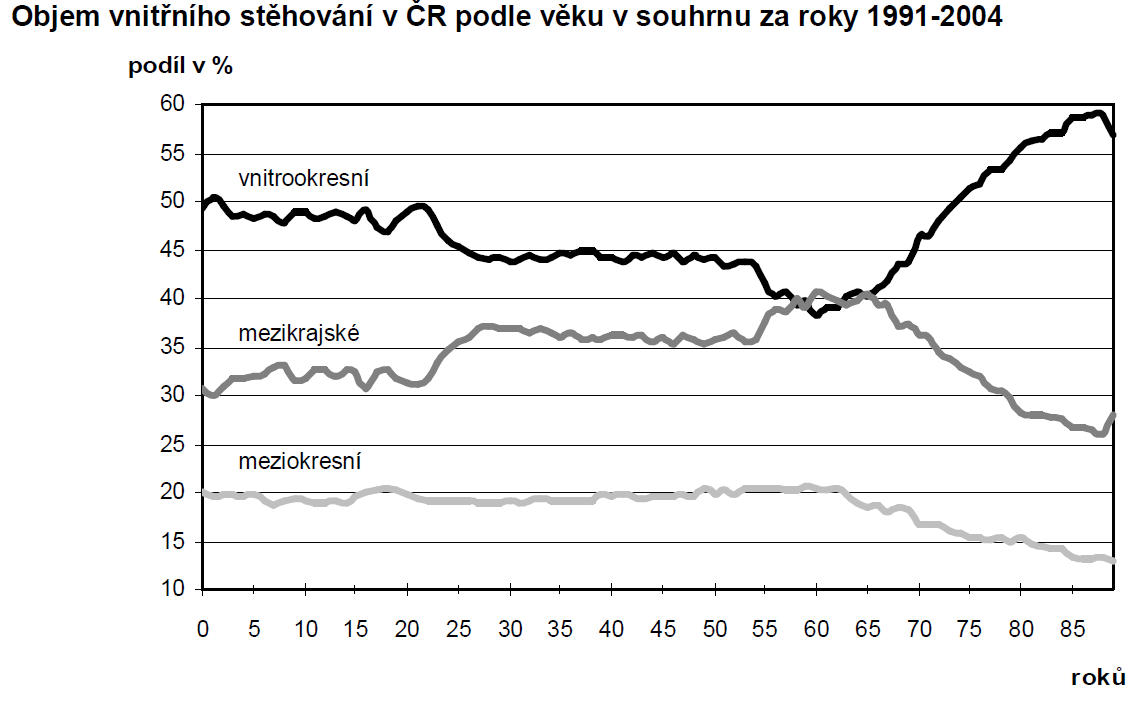 Objem vnitřního stěhování v ČR podle věku v souhrnu za roky 1991-2004
podíl v %
60
55
vnitrookresní
50
45
40
mezikrajské
35
30
25
meziokresní
20
15
10
0 5 10 15 20 25 30 35 40 45 50 55 60 65 70 75 80 85
roků